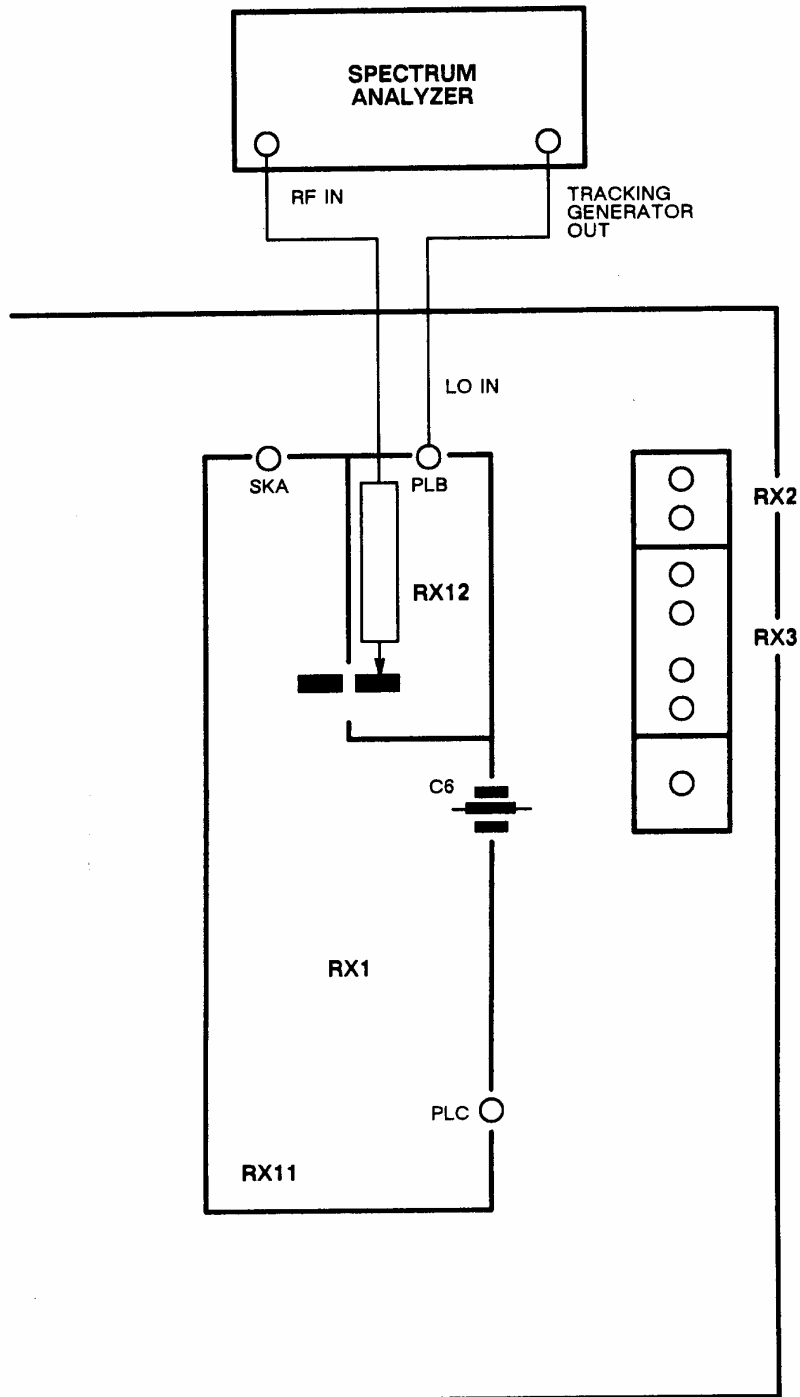 SPECTRUM
ANALYZER
RF IN
TRACKING
GENERATOR
OUT
LO IN
SKA
PLB
RX2
RX12
RX3
C6
RX1
PLC
RX11